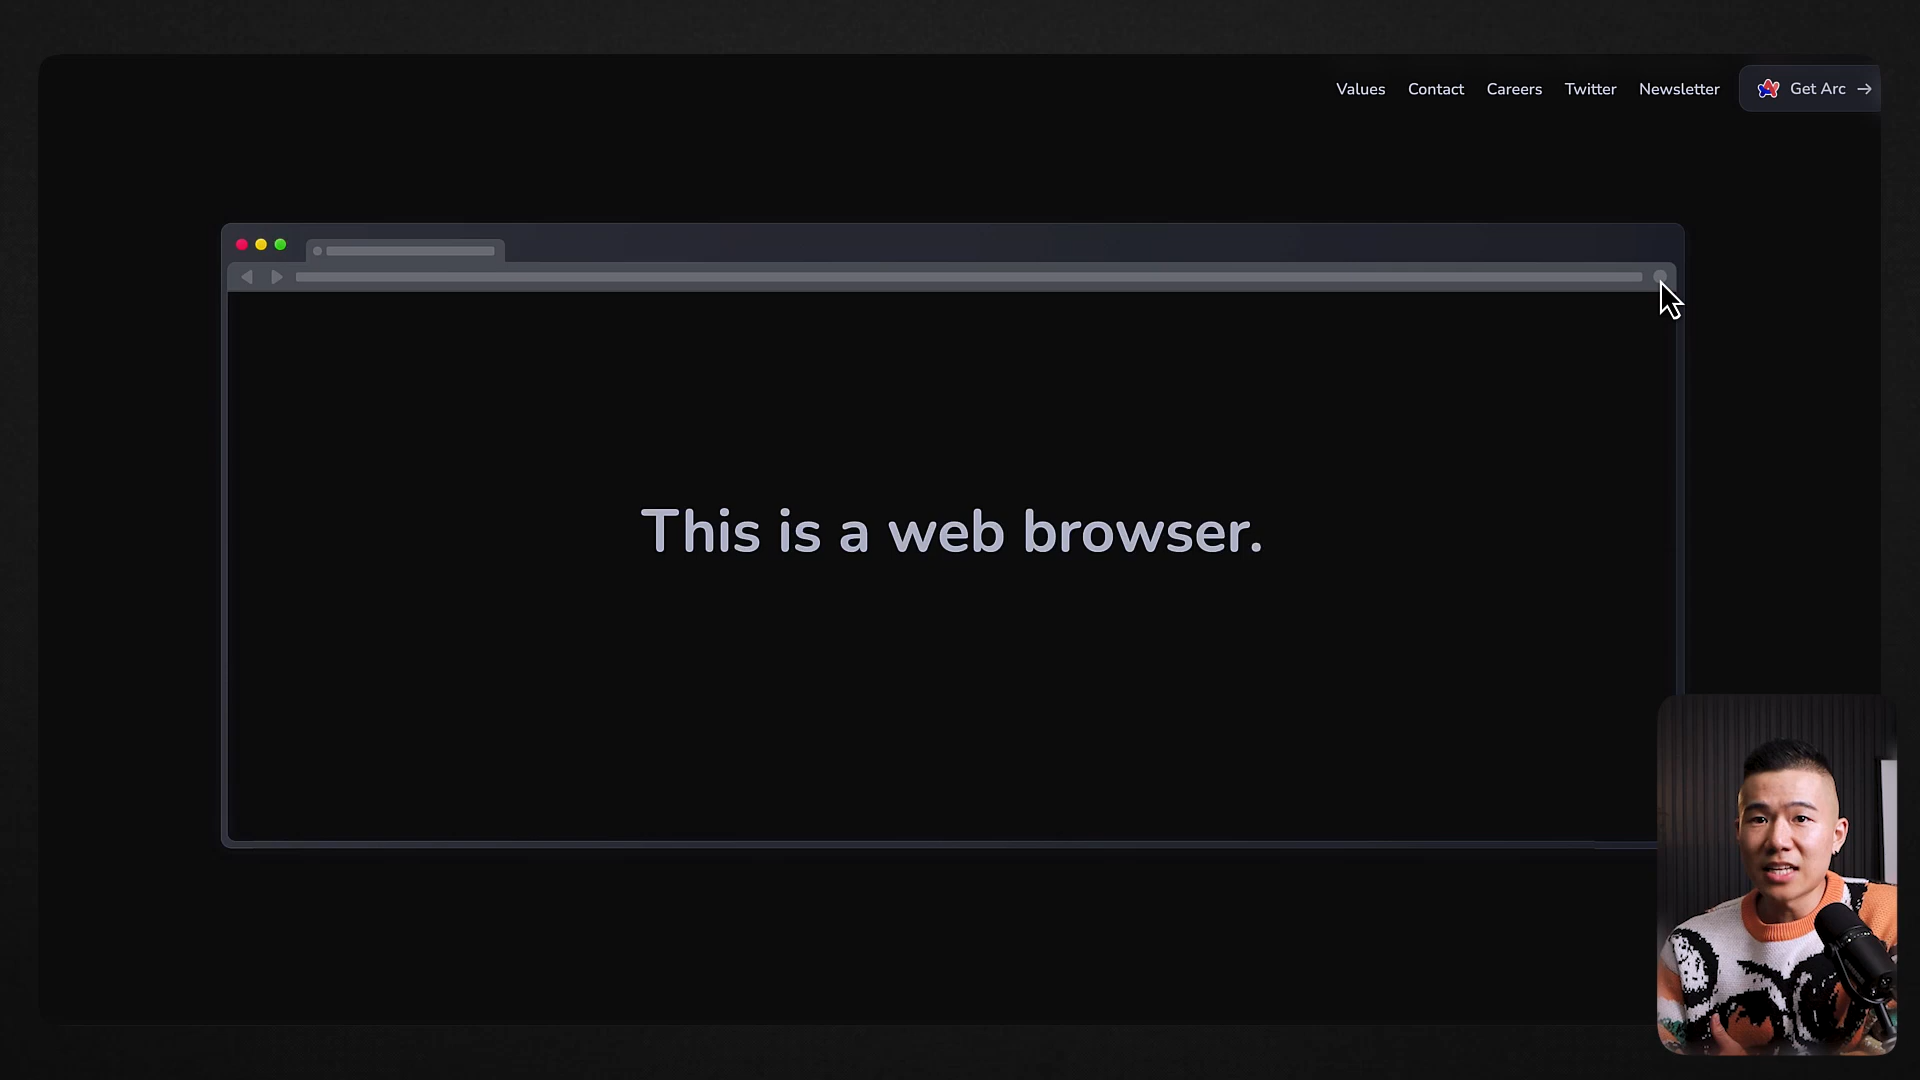 Values Contact Careers Twitter Newsletter Get Arc →
This is a web browser.